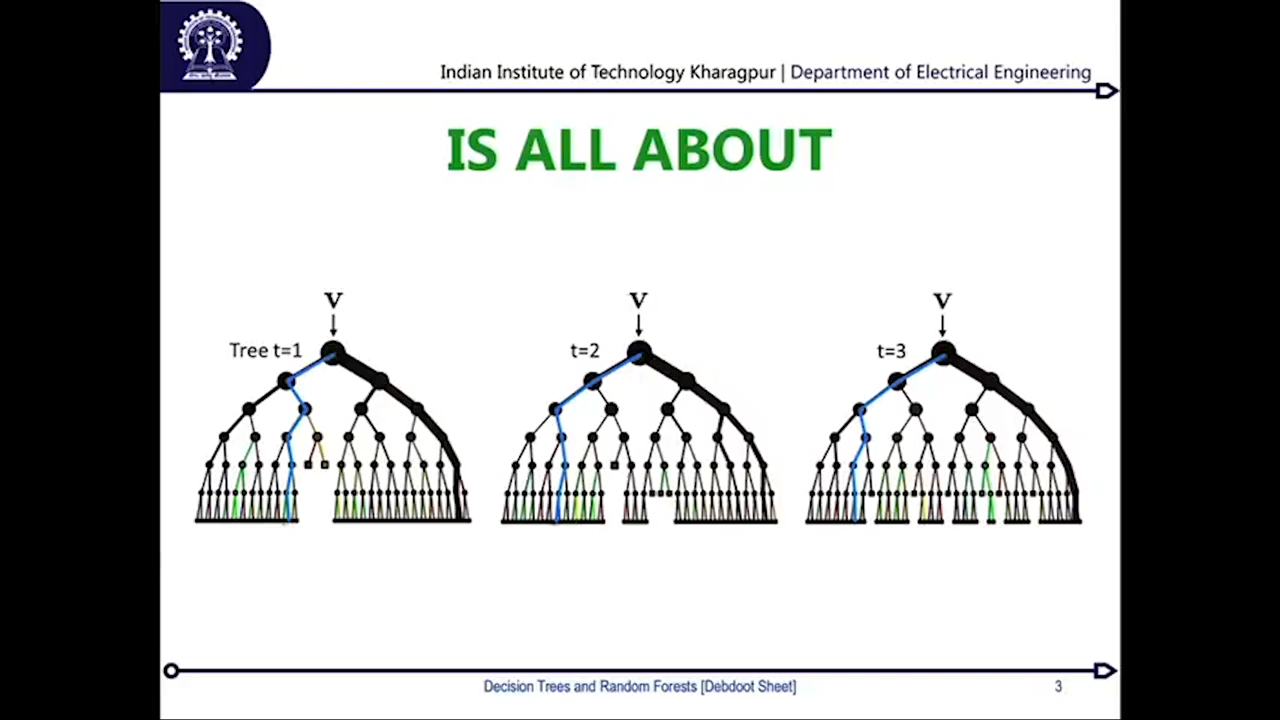 Indian Institute of Technology Kharagpur | Department of Electrical Engineering
IS ALL ABOUT
v v v
Tree t=1 t=2 t=3
Decision Trees and Random Forests [Debdoot Sheet] 3